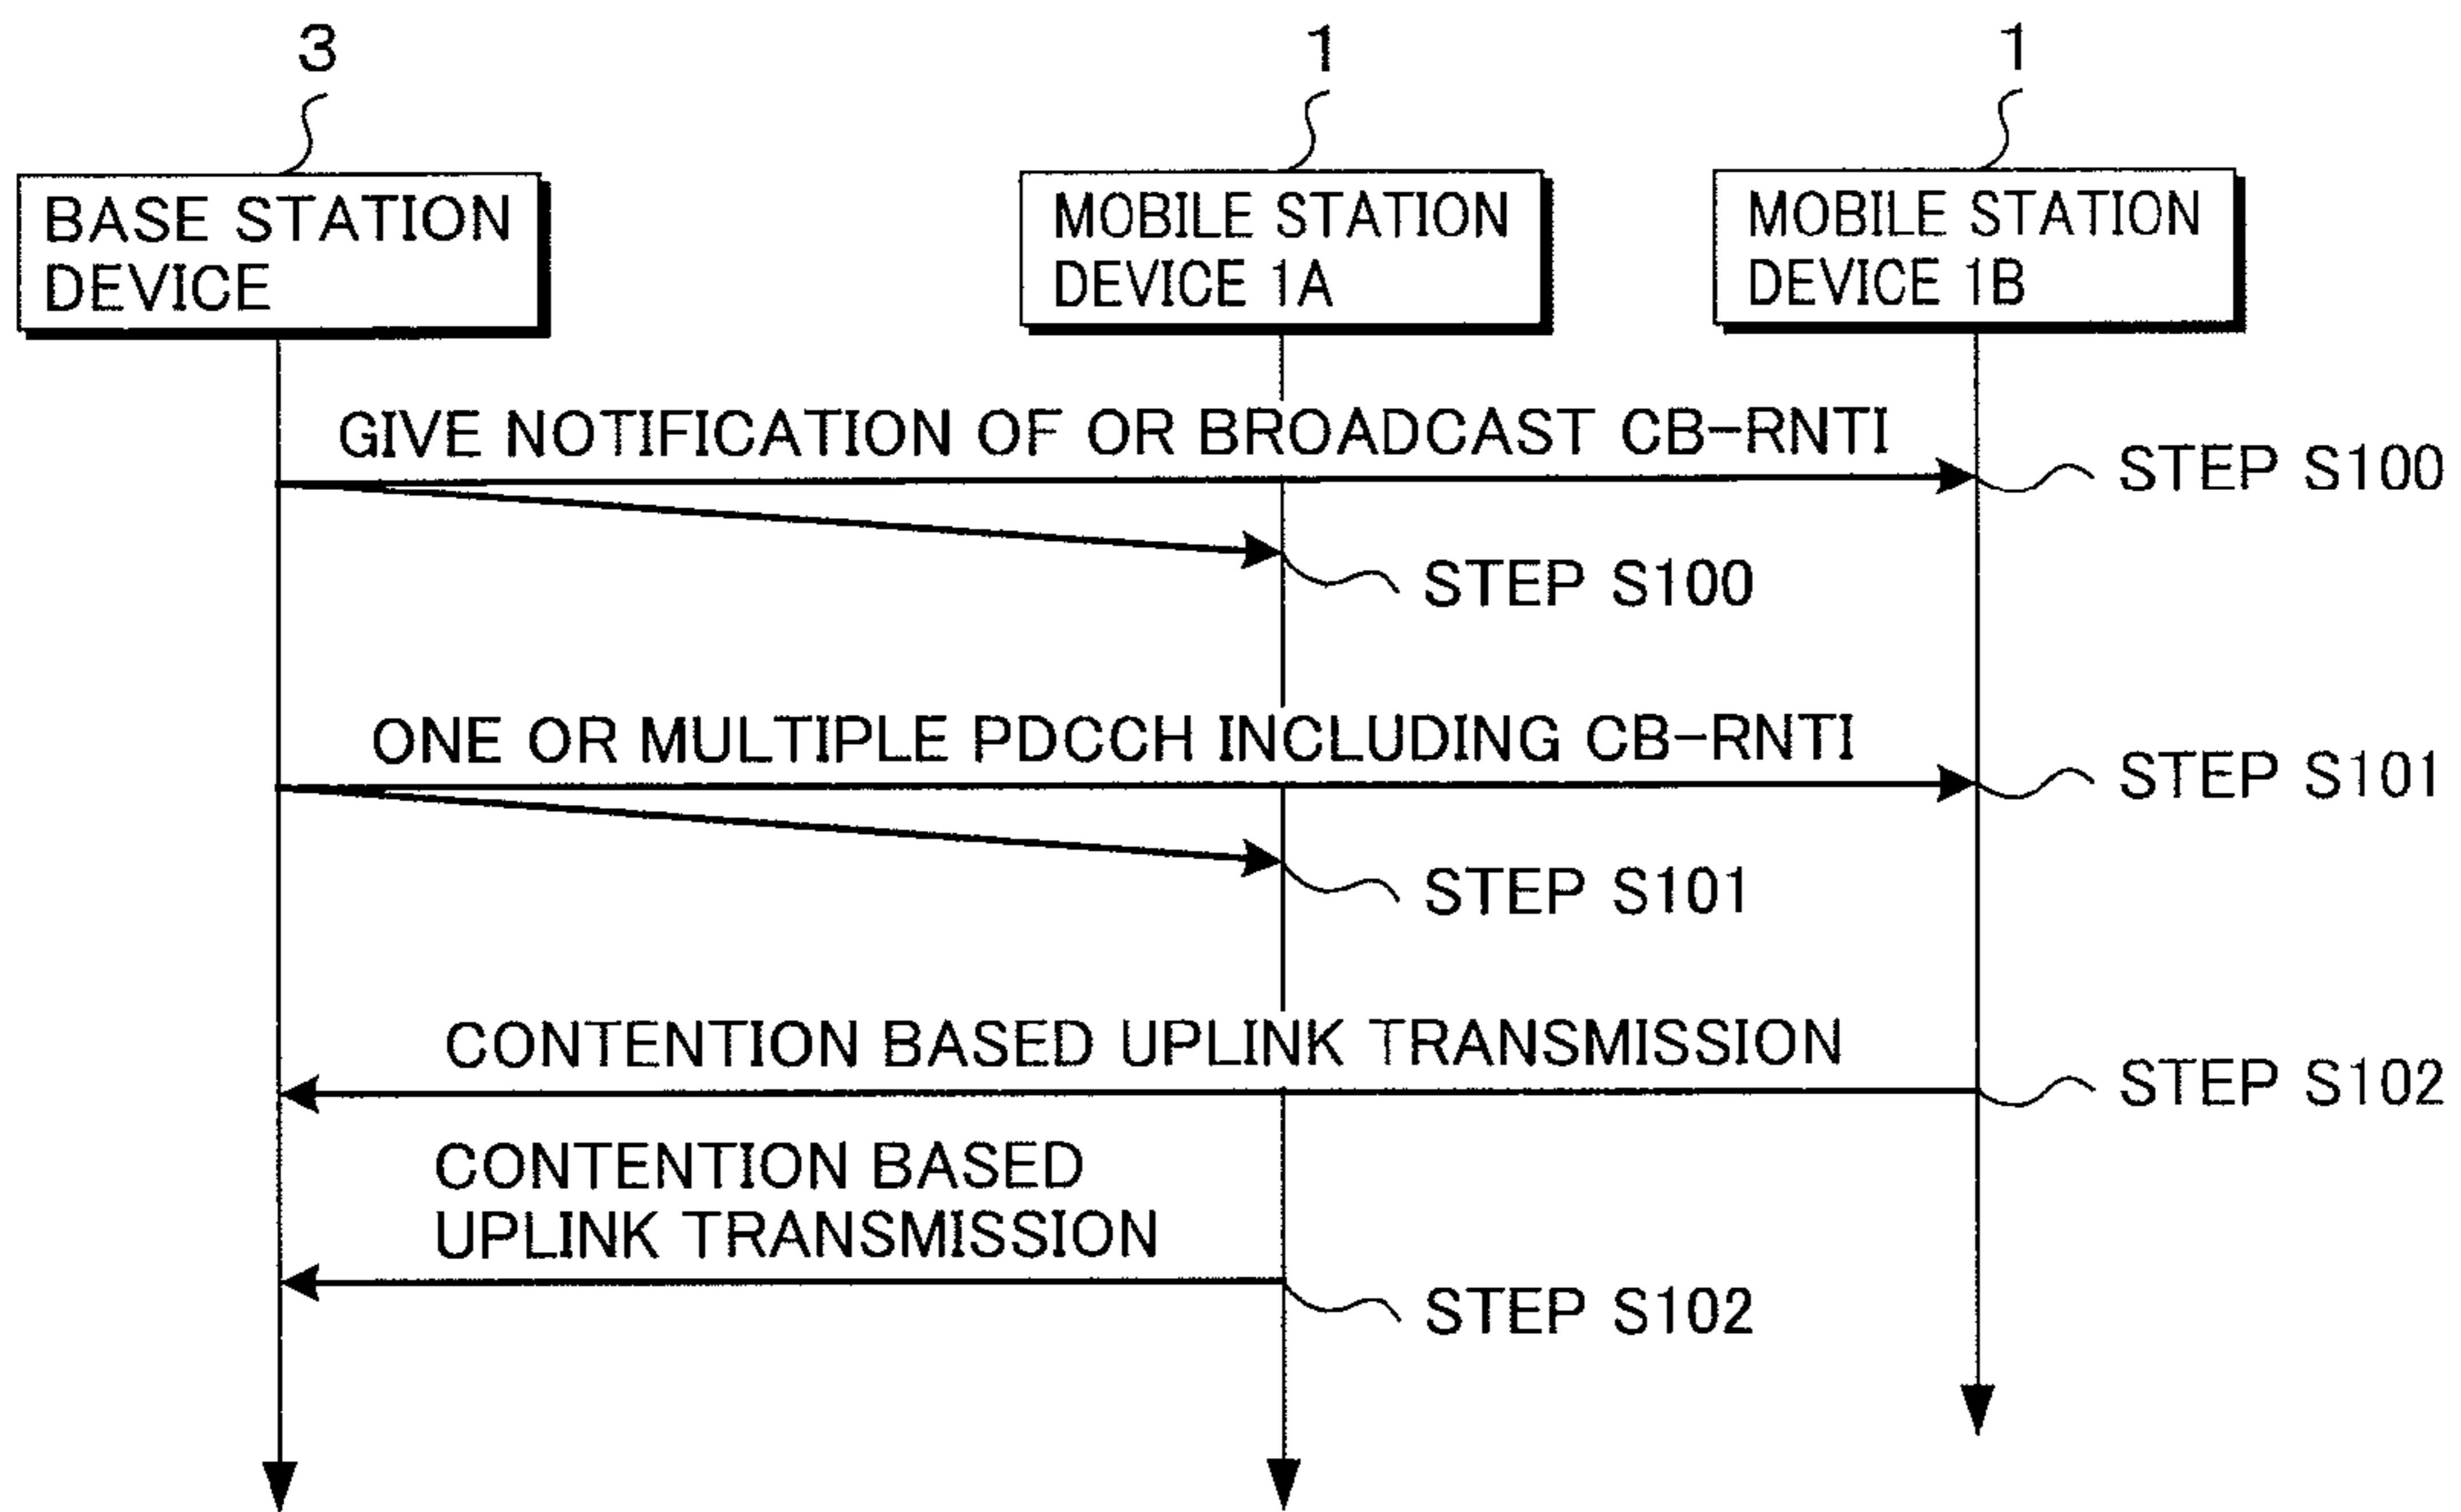 3
1
1
BASE STATION
DEVICE
MOBILE STATION
DEVICE 1A
MOBILE STATION
DEVICE 1B
GIVE NOTIFICATION OF OR BROADCAST CB-RNTI
STEP S100
STEP S100
ONE OR MULTIPLE PDCCH INCLUDING CB-RNTI
STEP S101
STEP S101
CONTENTION BASED UPLINK TRANSMISSION
STEP S102
CONTENTION BASED
UPLINK TRANSMISSION
STEP S102